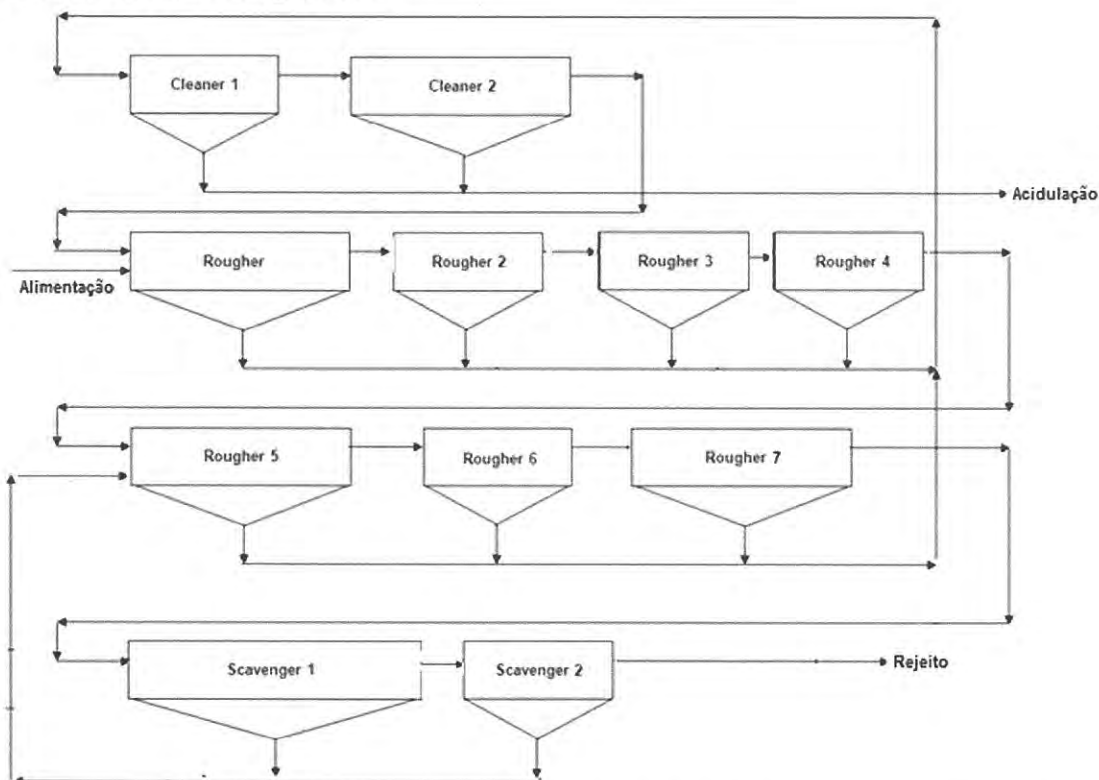 Cleaner 1
Cleaner 2
Acidulação
Rougher
Rougher 2
Rougher 3
Rougher 4
Alimentação
Rougher 5
Rougher 6
Rougher 7
Scavenger 1
Scavenger 2
Rejeito